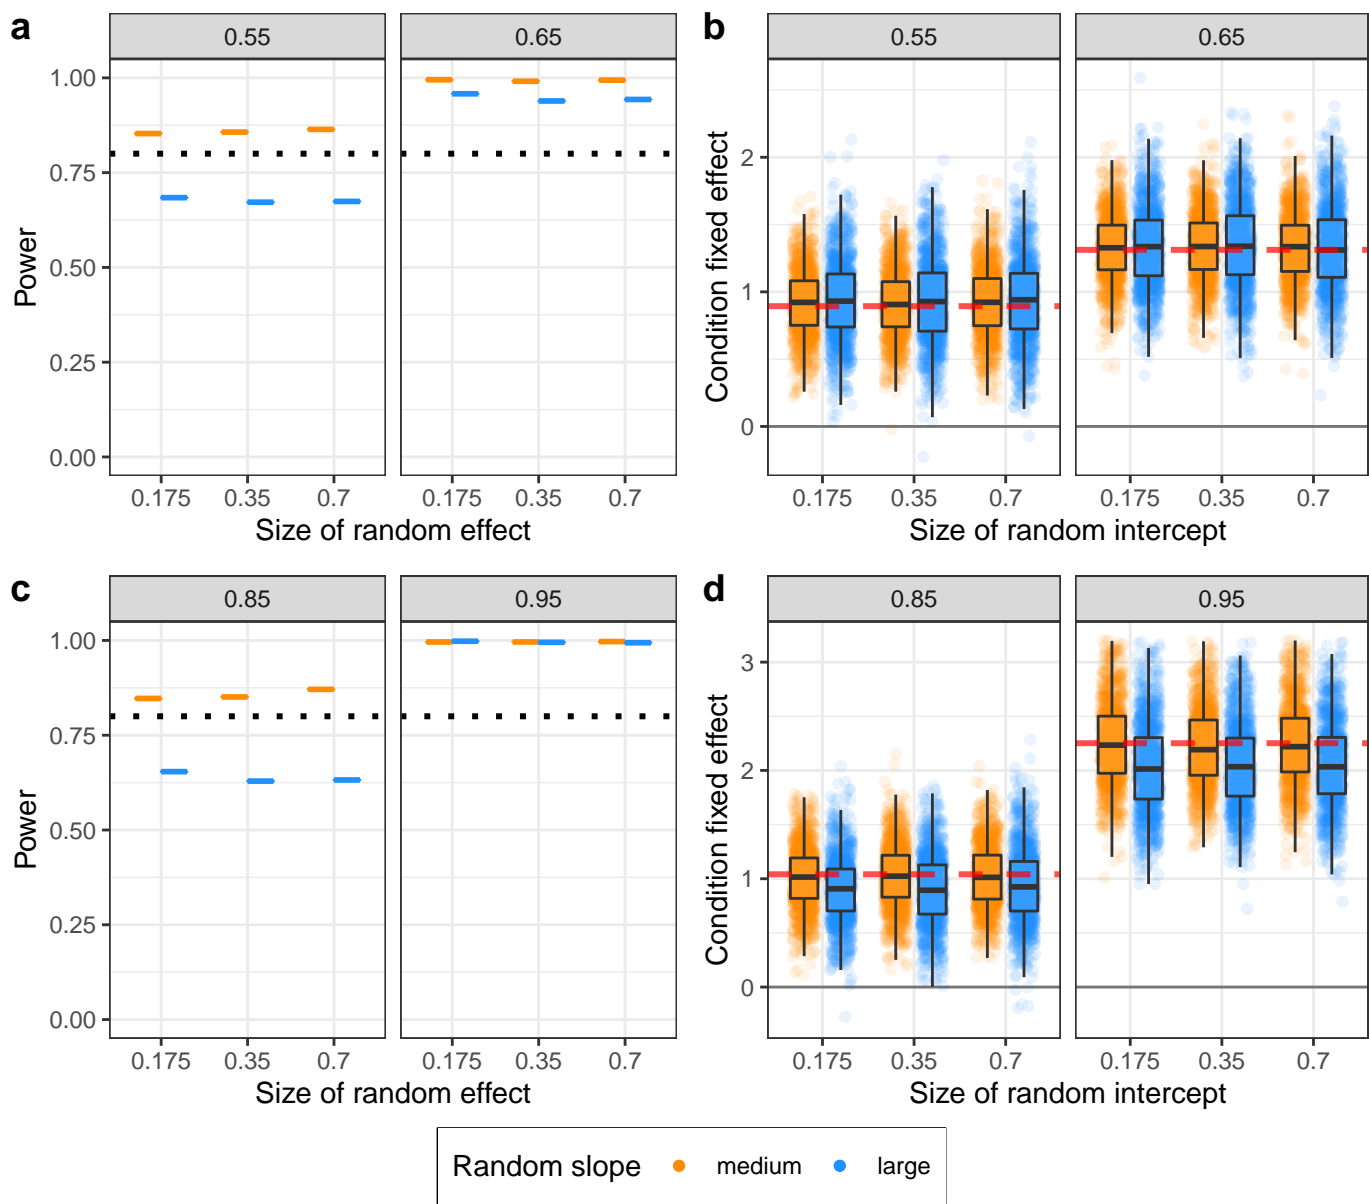 a
0.55 0.65
Power
1.00
0.75
0.50
0.25
0.00
0.175 0.35 0.7 0.175 0.35 0.7
Size of random effect
b
0.55 0.65
Condition fixed effect
2
1
0
0.175 0.35 0.7 0.175 0.35 0.7
Size of random intercept
c
0.85 0.95
Power
1.00
0.75
0.50
0.25
0.00
0.175 0.35 0.7 0.175 0.35 0.7
Size of random effect
d
0.85 0.95
Condition fixed effect
3
2
1
0
0.175 0.35 0.7 0.175 0.35 0.7
Size of random intercept
Random slope medium large